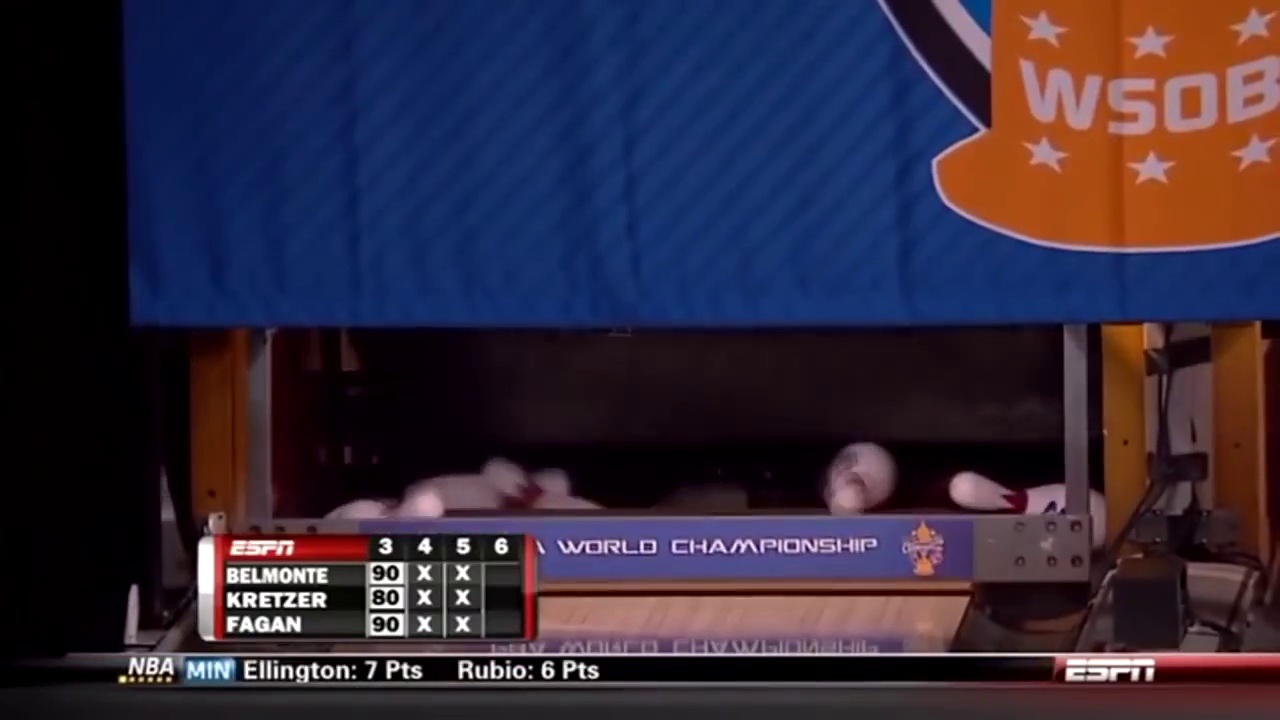 WSOB
A WORLD CHAMPIONSHIP
ESPN 3 4 5 6
BELMONTE 90 X X
KRETZER 80 X X
FAGAN 90 X X
NBA MIN Ellington: 7 Pts Rubio: 6 Pts ESPN